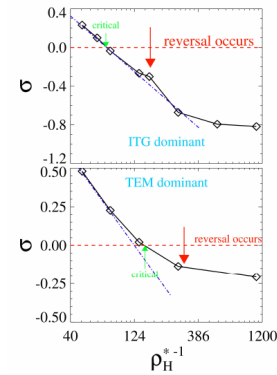 0.4
critical
reversal occurs
0.0
σ
-0.4
-0.8
ITG dominant
-1.2
0.50
TEM dominant
0.25
σ
0.00
reversal occurs
critical
-0.25
-0.50
40 124 386 1200
ρ*-1
H